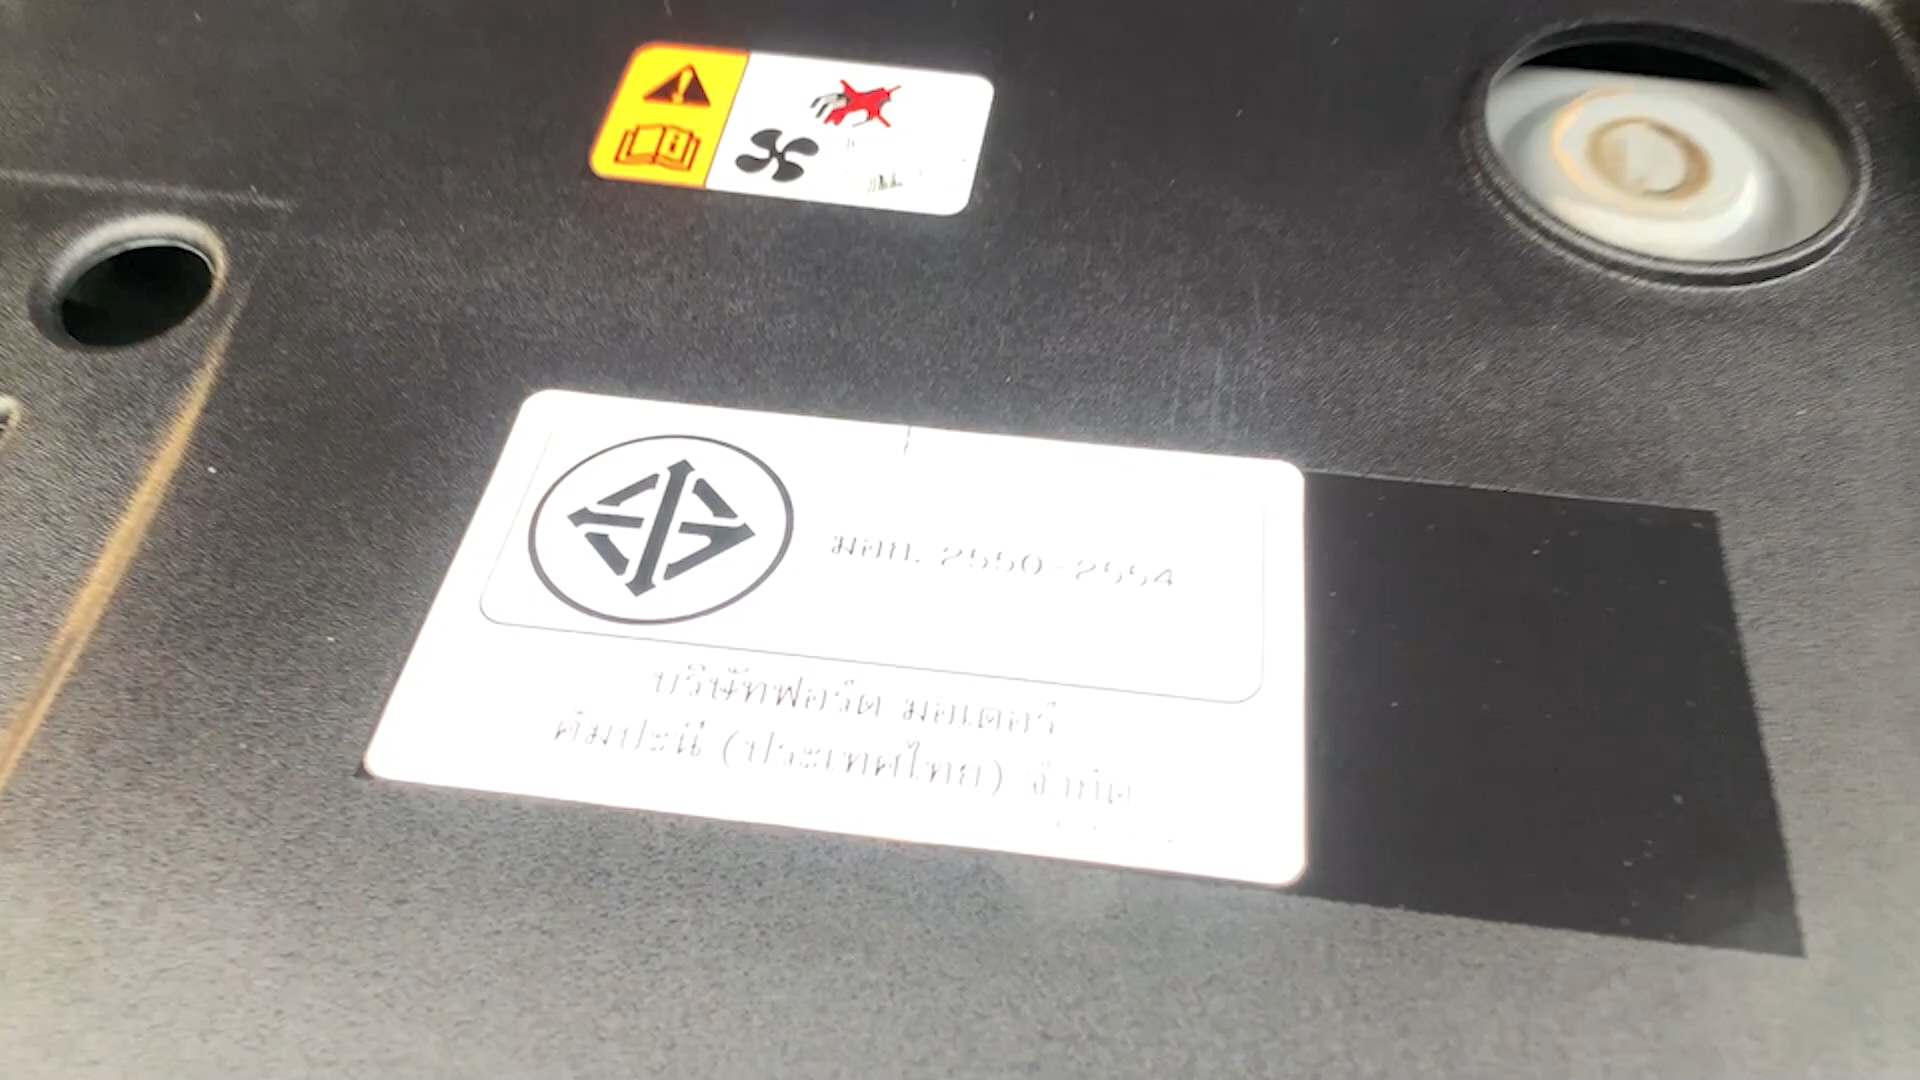 มอก. 2550-2554
บริษัทฟอร์ด มอเตอร์
คัมปะนี (ประเทศไทย) จำกัด